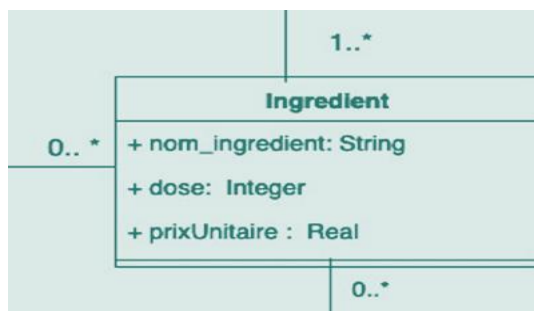 1..*
Ingredient
0.. *
+ nom_ingredient: String
+ dose: Integer
+ prixUnitaire : Real
0..*